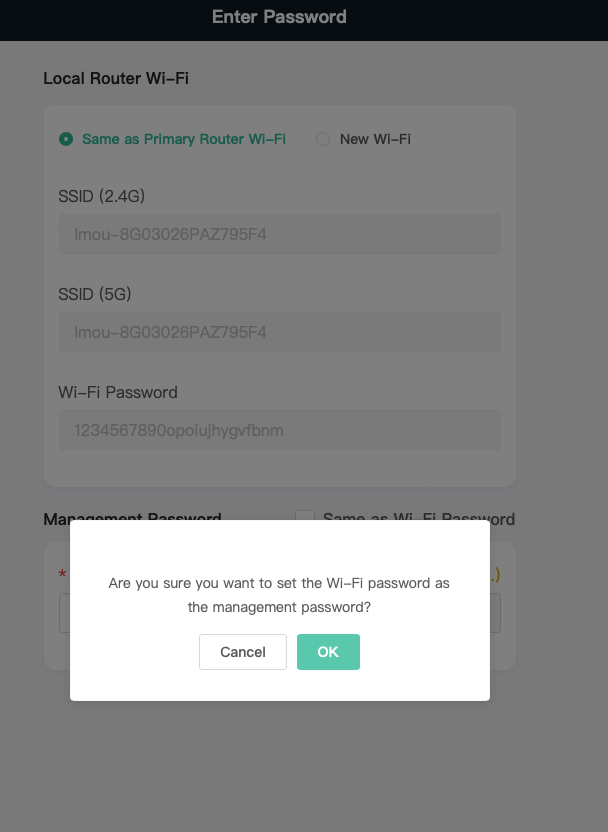 Enter Password
Local Router Wi-Fi
Same as Primary Router Wi-Fi
New Wi-Fi
SSID (2.4G)
Imou-8G03026PAZ795F4
SSID (5G)
Imou-8G03026PAZ795F4
Wi-Fi Password
1234567890opoiujhygvfbnm
Management Password
Same as Wi-Fi Password
*
.)
Are you sure you want to set the Wi-Fi password as
the management password?
Cancel
OK